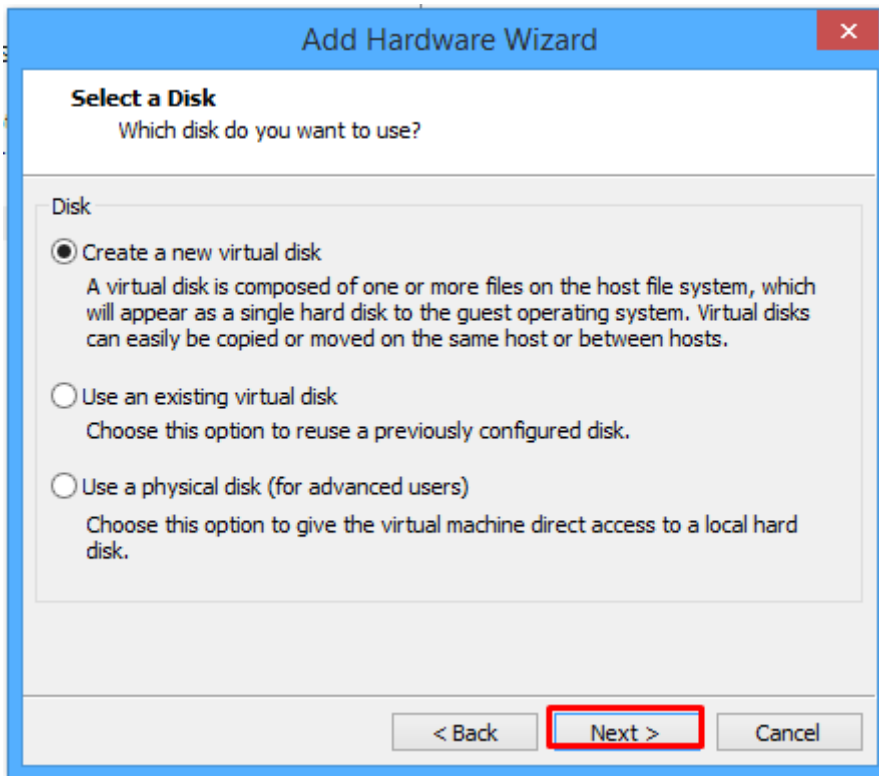 Add Hardware Wizard
Select a Disk
Which disk do you want to use?
Disk
Create a new virtual disk
A virtual disk is composed of one or more files on the host file system, which
will appear as a single hard disk to the guest operating system. Virtual disks
can easily be copied or moved on the same host or between hosts.
Use an existing virtual disk
Choose this option to reuse a previously configured disk.
Use a physical disk (for advanced users)
Choose this option to give the virtual machine direct access to a local hard
disk.
< Back Next > Cancel